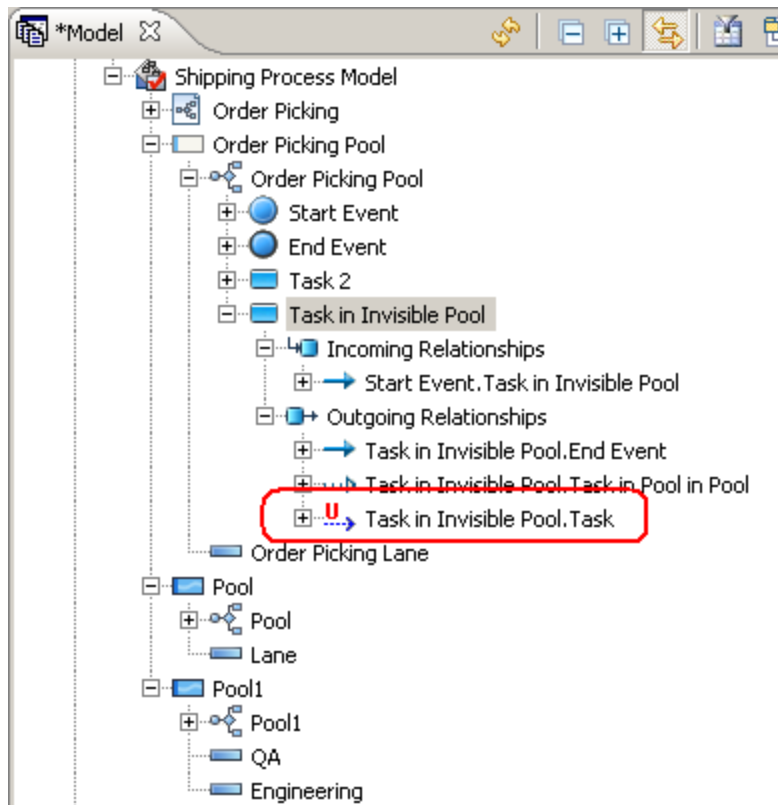 *Model
Shipping Process Model
Order Picking
Order Picking Pool
Order Picking Pool
Start Event
End Event
Task 2
Task in Invisible Pool
Incoming Relationships
Start Event.Task in Invisible Pool
Outgoing Relationships
Task in Invisible Pool.End Event
Task in Invisible Pool.Task in Pool in Pool
U Task in Invisible Pool.Task
Order Picking Lane
Pool
Pool
Lane
Pool1
Pool1
QA
Engineering